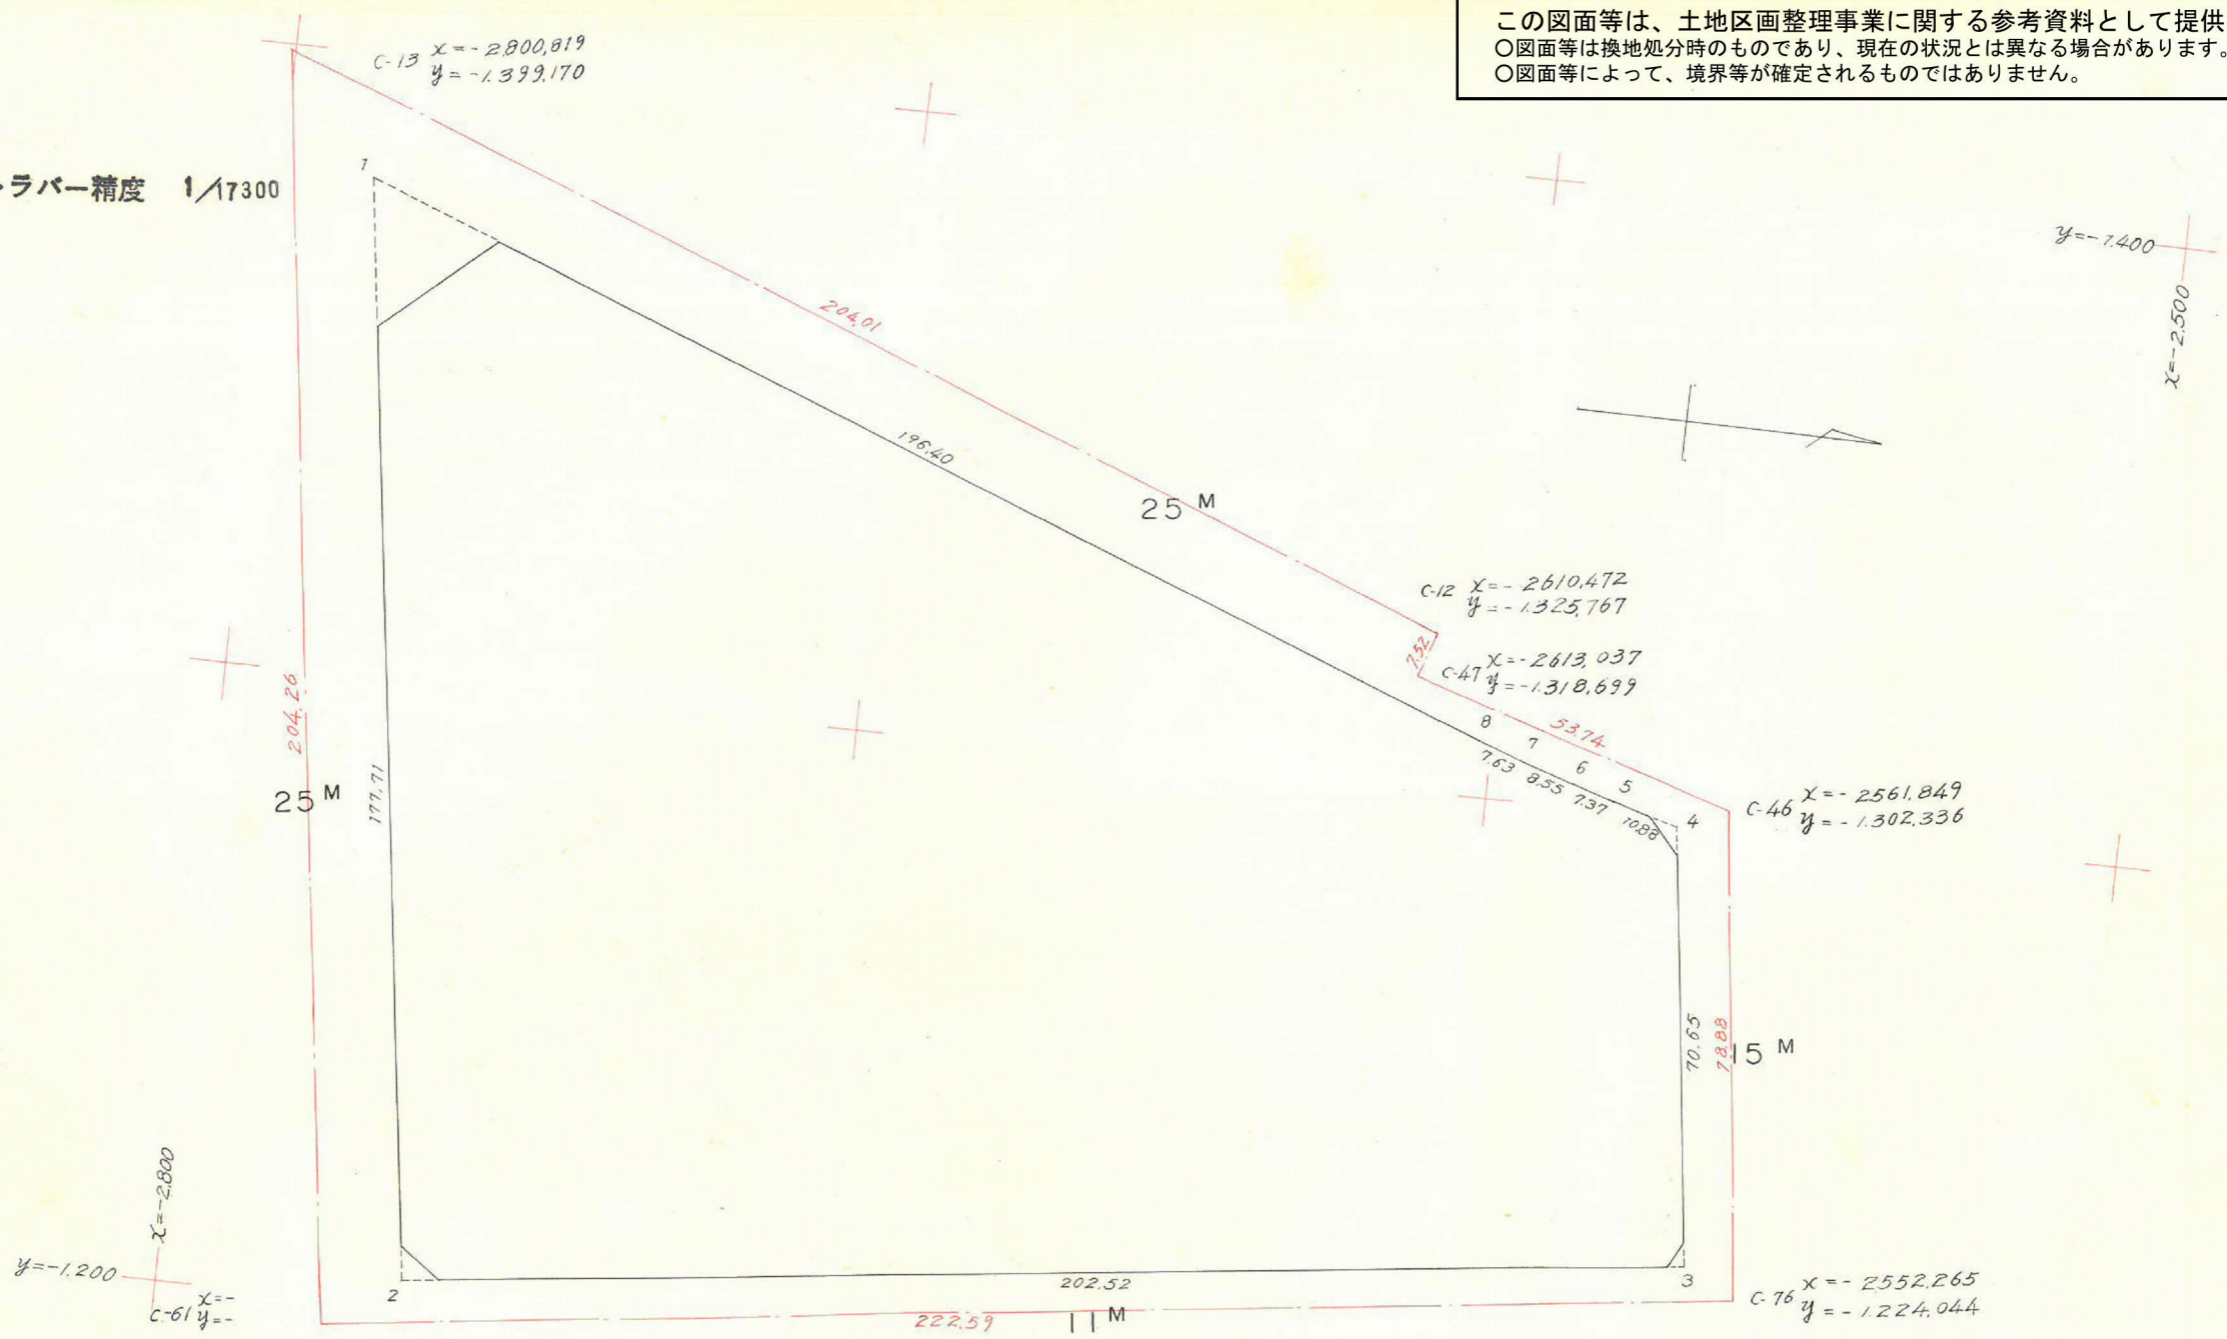 この図面等は、土地区画整理事業に関する参考資料として提供
○図面等は換地処分時のものであり、現在の状況とは異なる場合があります。
○図面等によって、境界等が確定されるものではありません。
C-13 x=-2800,819
y=-1.399,170
ラバー精度 1/17300
1
y=-1.400
x=-2.500
204,01
196.40
25 M
C-12 x=-2610,472
y=-1.325,767
7.52
C-47 x=-2613,037
y=-1.318,699
53.74
8
7
6
5
4
7.63 8.55 7.37 10.88
C-46 x=-2561,849
y=-1.302,336
204,26
25 M
177,71
70.65
78.88
15 M
x=-2.800
y=-1.200
C-61 x=-
y=-
2
202.52
3
222.59
11 M
C-76 x=-2552,265
y=-1.224,044